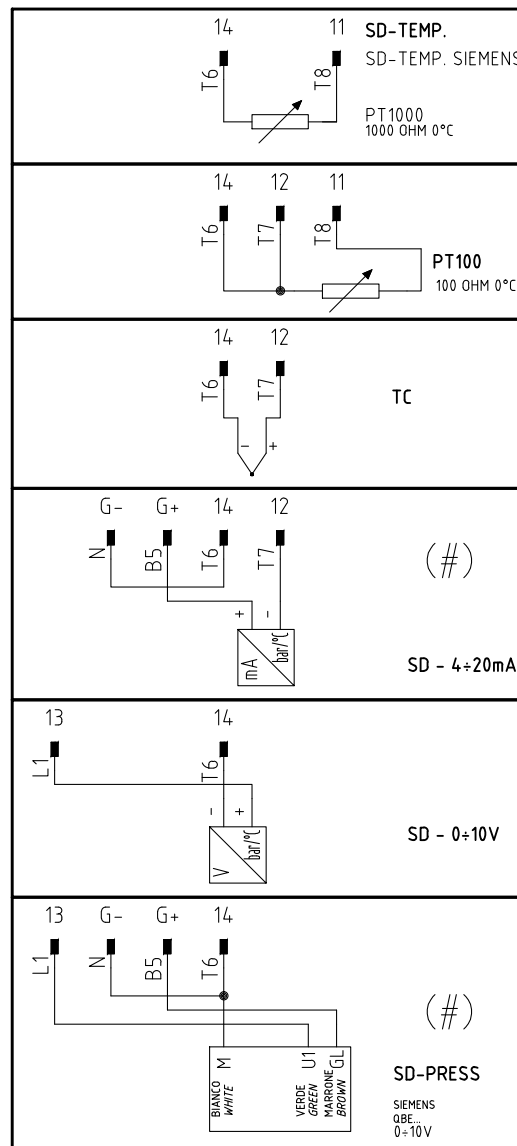 14 11 SD-TEMP.
T6 T8 SD-TEMP. SIEMENS
PT1000
1000 OHM 0°C
14 12 11
T6 T7 T8
PT100
100 OHM 0°C
14 12
T6 T7
TC
- +
G- G+ 14 12
N B5 T6 T7
(#)
+ -
mA bar/°C
SD - 4÷20mA
13 14
L1 T6
- +
V bar/°C
SD - 0÷10V
13 G- G+ 14
L1 N B5 T6
(#)
M U1 GL
BIANCO VERDE MARRONE
WHITE GREEN BROWN
SD-PRESS
SIEMENS
QBE...
0÷10V